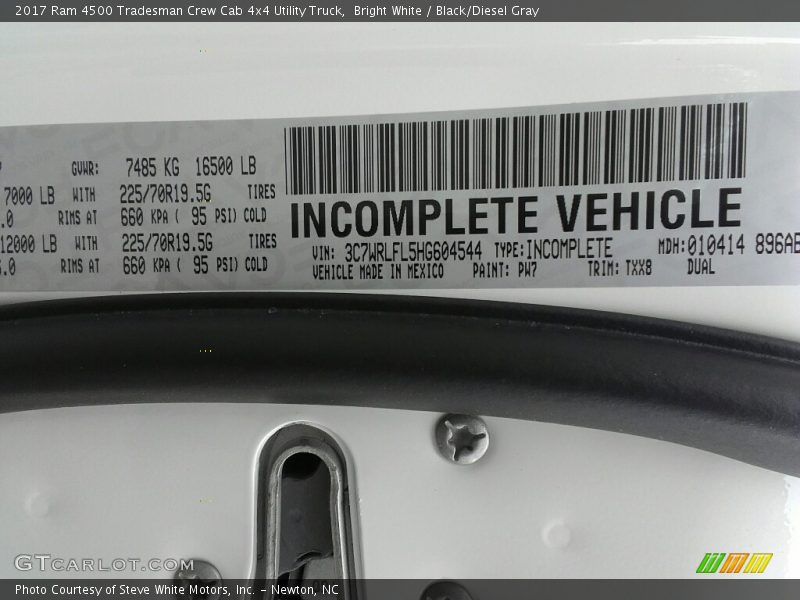 2017 Ram 4500 Tradesman Crew Cab 4x4 Utility Truck, Bright White / Black/Diesel Gray
GVWR: 7485 KG 16500 LB
7000 LB WITH 225/70R19.5G TIRES
.0 RIMS AT 660 KPA ( 95 PSI) COLD
12000 LB WITH 225/70R19.5G TIRES
.0 RIMS AT 660 KPA ( 95 PSI) COLD
INCOMPLETE VEHICLE
VIN: 3C7WRLFL5HG604544 TYPE: INCOMPLETE MDH: 010414 896AB
VEHICLE MADE IN MEXICO PAINT: PW7 TRIM: TXX8 DUAL
GTCARLOT.COM
Photo Courtesy of Steve White Motors, Inc. – Newton, NC